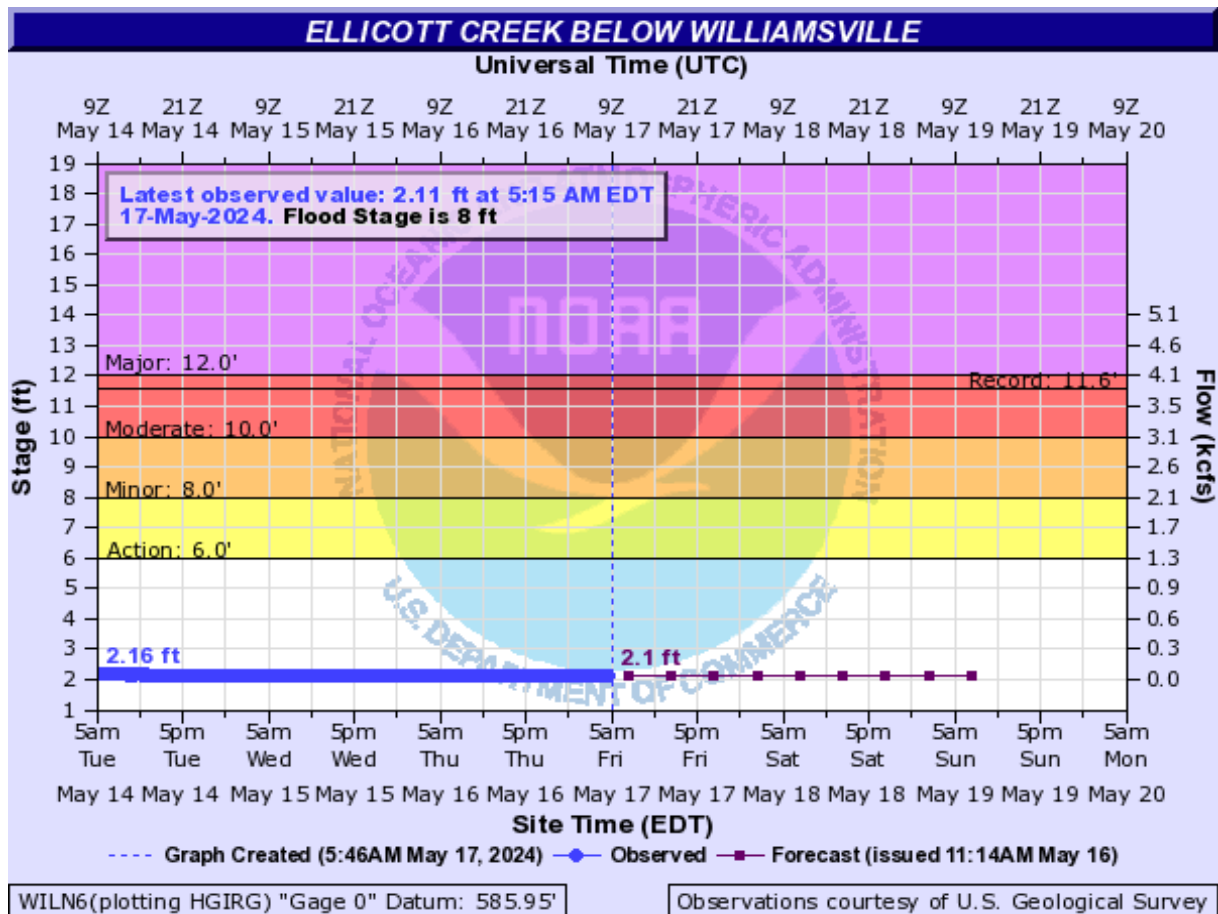 ELLICOTT CREEK BELOW WILLIAMSVILLE
Universal Time (UTC)
9Z 21Z 9Z 21Z 9Z 21Z 9Z 21Z 9Z 21Z 9Z 21Z 9Z
May 14 May 14 May 15 May 15 May 16 May 16 May 17 May 17 May 18 May 18 May 19 May 19 May 20
Latest observed value: 2.11 ft at 5:15 AM EDT
17-May-2024. Flood Stage is 8 ft
NATIONAL OCEANIC ATMOSPHERIC ADMINISTRATION
NOAA
U.S. DEPARTMENT OF COMMERCE
Stage (ft)
19
18
17
16
15
14
13
12
11
10
9
8
7
6
5
4
3
2
1
Major: 12.0'
Record: 11.6'
Moderate: 10.0'
Minor: 8.0'
Action: 6.0'
2.16 ft
2.1 ft
Flow (kcfs)
5.1
4.6
4.1
3.5
3.1
2.6
2.1
1.7
1.3
0.9
0.6
0.3
0.0
5am 5pm 5am 5pm 5am 5pm 5am 5pm 5am 5pm 5am 5pm 5am
Tue Tue Wed Wed Thu Thu Fri Fri Sat Sat Sun Sun Mon
May 14 May 14 May 15 May 15 May 16 May 16 May 17 May 17 May 18 May 18 May 19 May 19 May 20
Site Time (EDT)
Graph Created (5:46AM May 17, 2024) Observed Forecast (issued 11:14AM May 16)
WILN6(plotting HGIRG) "Gage 0" Datum: 585.95'
Observations courtesy of U.S. Geological Survey